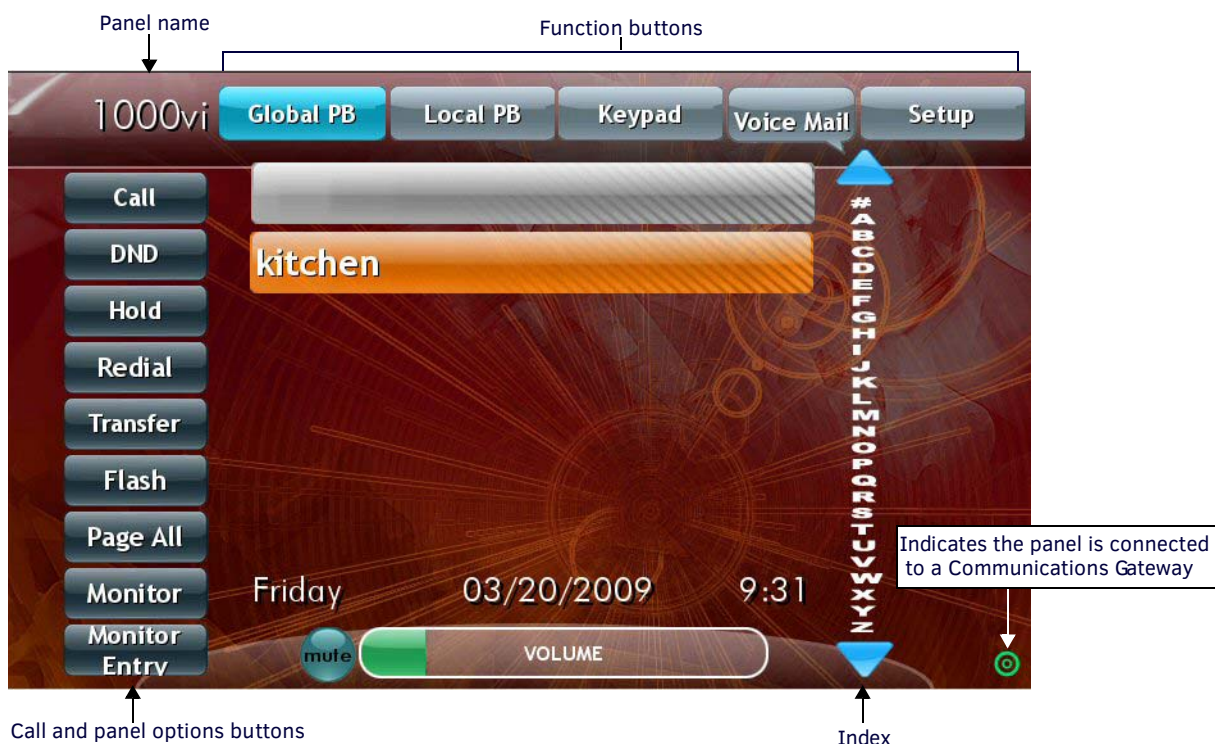 Panel name
Function buttons
1000vi
Global PB
Local PB
Keypad
Voice Mail
Setup
Call
DND
Hold
Redial
Transfer
Flash
Page All
Monitor
Monitor
Entry
kitchen
#
A
B
C
D
E
F
G
H
I
J
K
L
M
N
O
P
Q
R
S
T
U
V
W
X
Y
Z
Indicates the panel is connected
to a Communications Gateway
Friday 03/20/2009 9:31
mute
VOLUME
Call and panel options buttons
Index